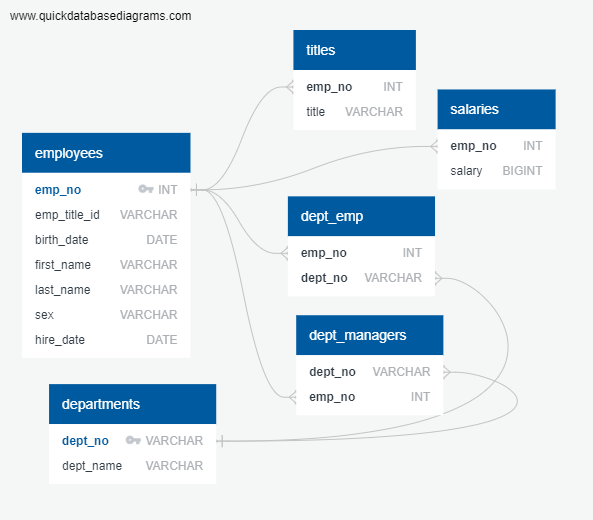 www.quickdatabasediagrams.com
titles
emp_no INT
title VARCHAR
salaries
emp_no INT
salary BIGINT
employees
emp_no INT
emp_title_id VARCHAR
birth_date DATE
first_name VARCHAR
last_name VARCHAR
sex VARCHAR
hire_date DATE
dept_emp
emp_no INT
dept_no VARCHAR
dept_managers
dept_no VARCHAR
emp_no INT
departments
dept_no VARCHAR
dept_name VARCHAR